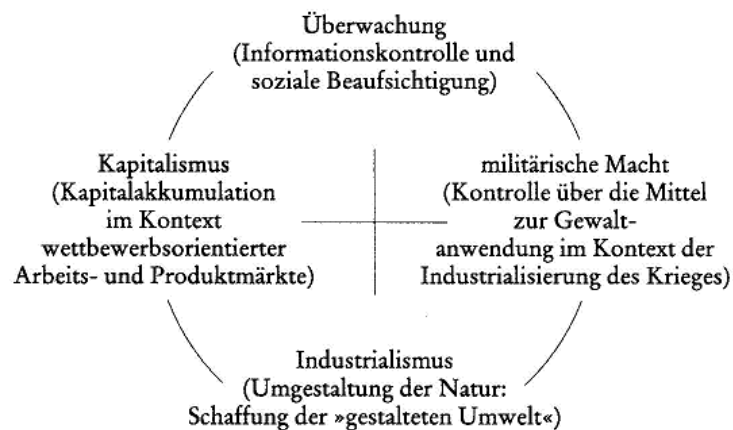 Überwachung
(Informationskontrolle und
soziale Beaufsichtigung)
Kapitalismus
(Kapitalakkumulation
im Kontext
wettbewerbsorientierter
Arbeits- und Produktmärkte)
militärische Macht
(Kontrolle über die Mittel
zur Gewalt-
anwendung im Kontext der
Industrialisierung des Krieges)
Industrialismus
(Umgestaltung der Natur:
Schaffung der »gestalteten Umwelt«)